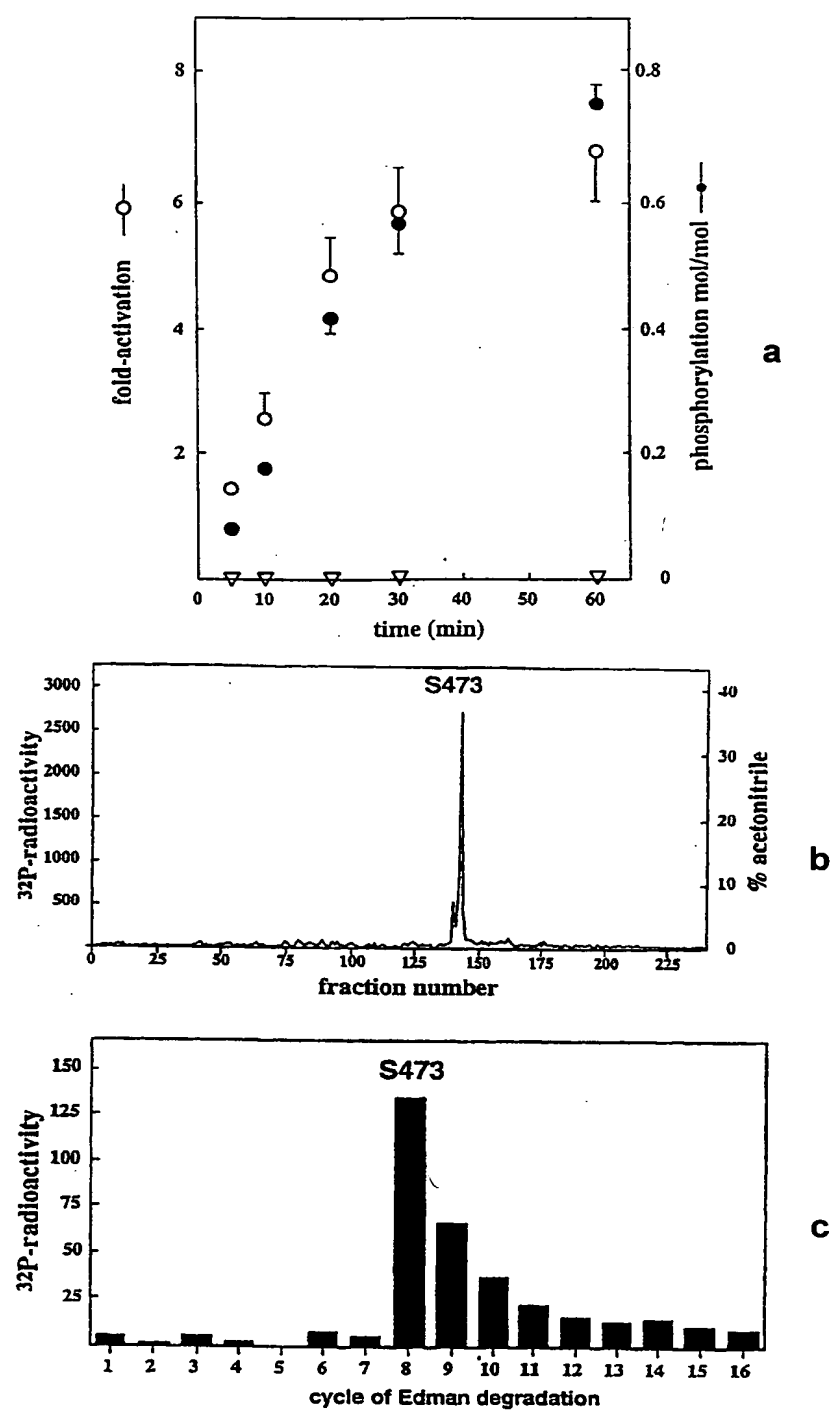 8
6
4
2
0.8
0.6
0.4
0.2
0
0 10 20 30 40 50 60
time (min)
fold-activation
phosphorylation mol/mol
a
S473
3000
2500
2000
1500
1000
500
40
30
20
10
0
0 25 50 75 100 125 150 175 200 225
fraction number
32P-radioactivity
% acetonitrile
b
S473
150
125
100
75
50
25
1 2 3 4 5 6 7 8 9 10 11 12 13 14 15 16
cycle of Edman degradation
32P-radioactivity
c